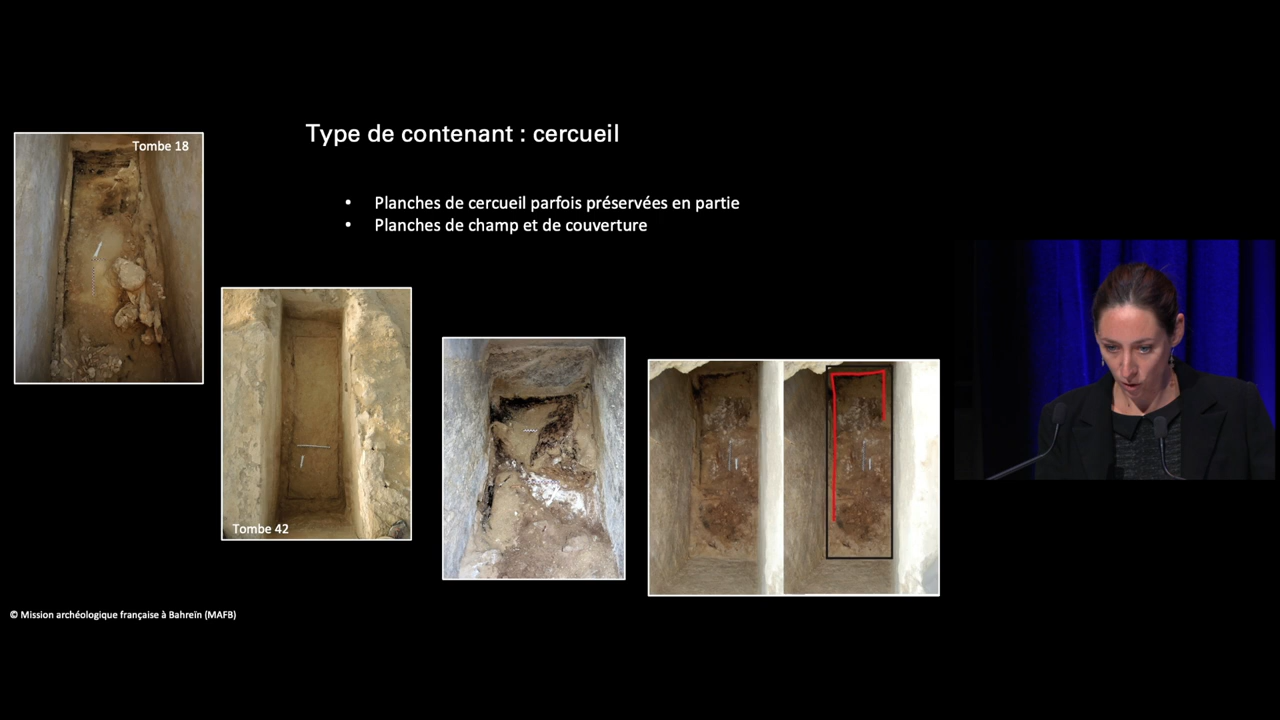 Type de contenant : cercueil
Tombe 18
• Planches de cercueil parfois préservées en partie
• Planches de champ et de couverture
Tombe 42
© Mission archéologique française à Bahreïn (MAFB)